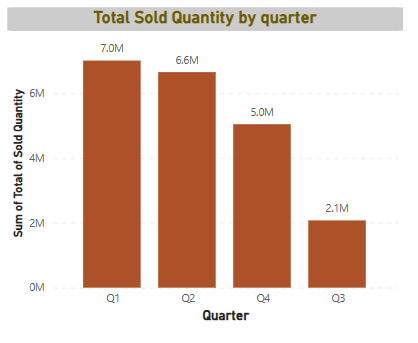 Total Sold Quantity by quarter
Sum of Total of Sold Quantity
6M
4M
2M
0M
7.0M
6.6M
5.0M
2.1M
Q1
Q2
Q4
Q3
Quarter